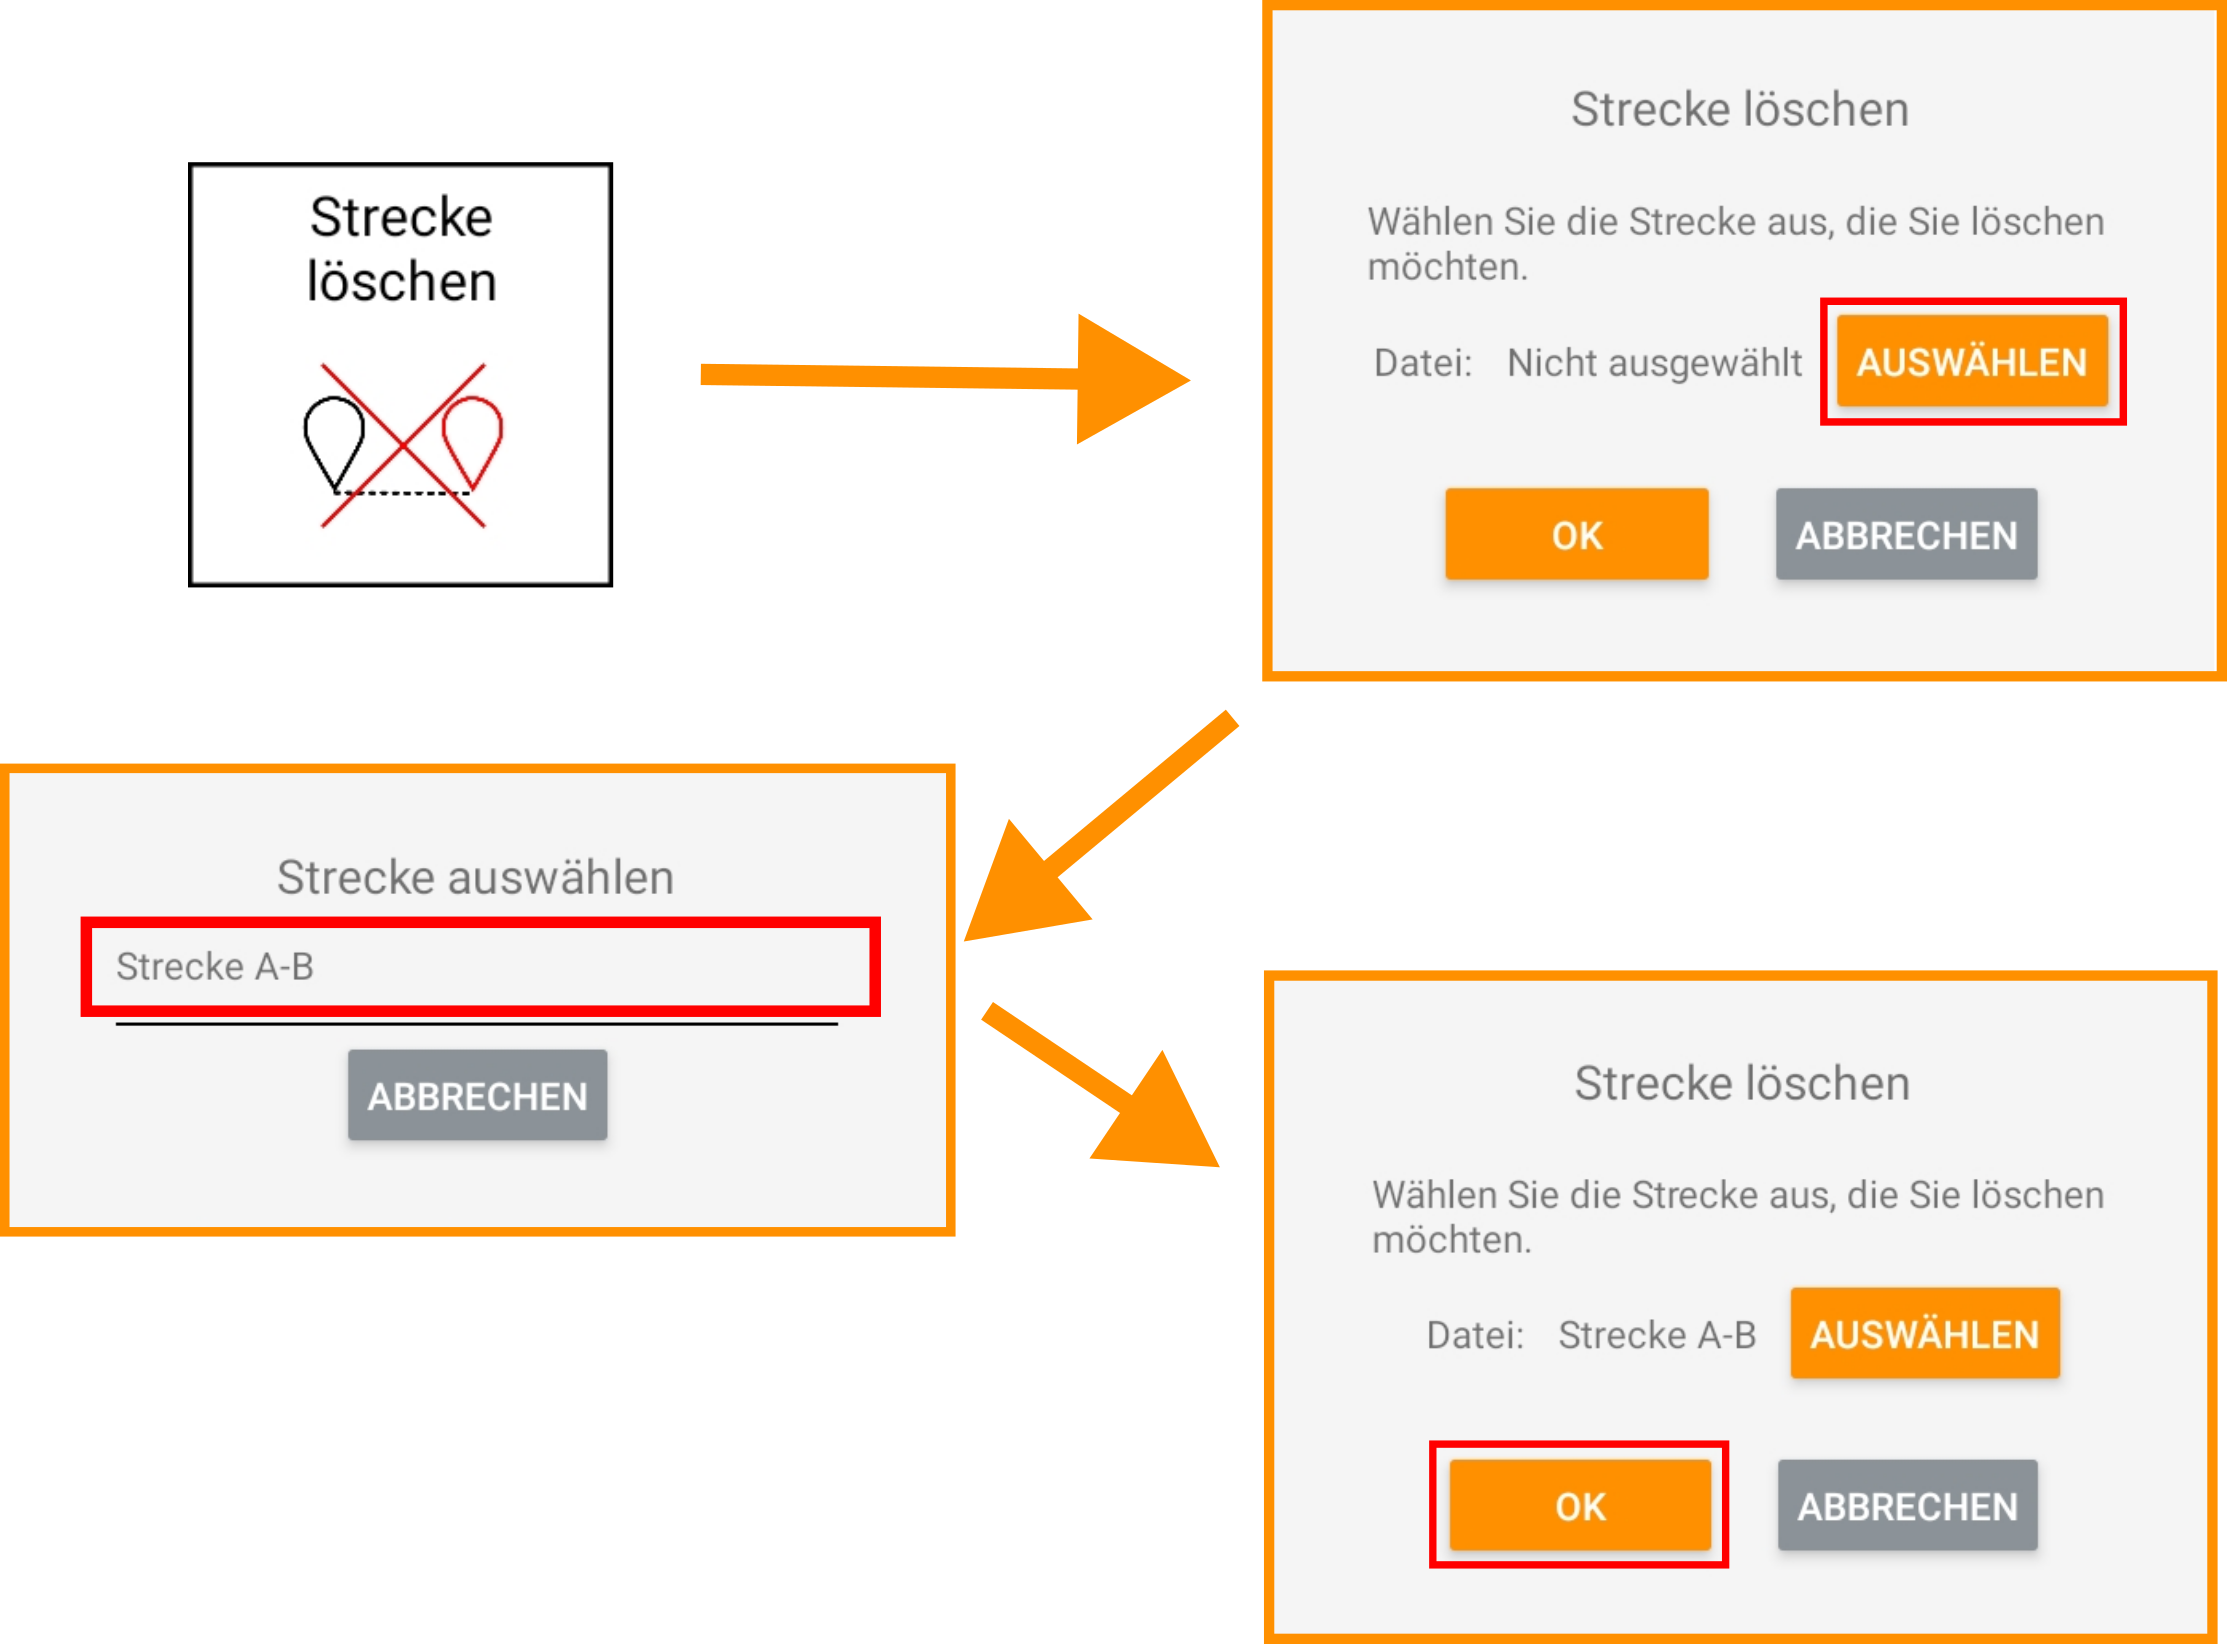 Strecke
löschen
Strecke löschen
Wählen Sie die Strecke aus, die Sie löschen
möchten.
Datei: Nicht ausgewählt AUSWÄHLEN
OK ABBRECHEN
Strecke auswählen
Strecke A-B
ABBRECHEN
Strecke löschen
Wählen Sie die Strecke aus, die Sie löschen
möchten.
Datei: Strecke A-B AUSWÄHLEN
OK ABBRECHEN